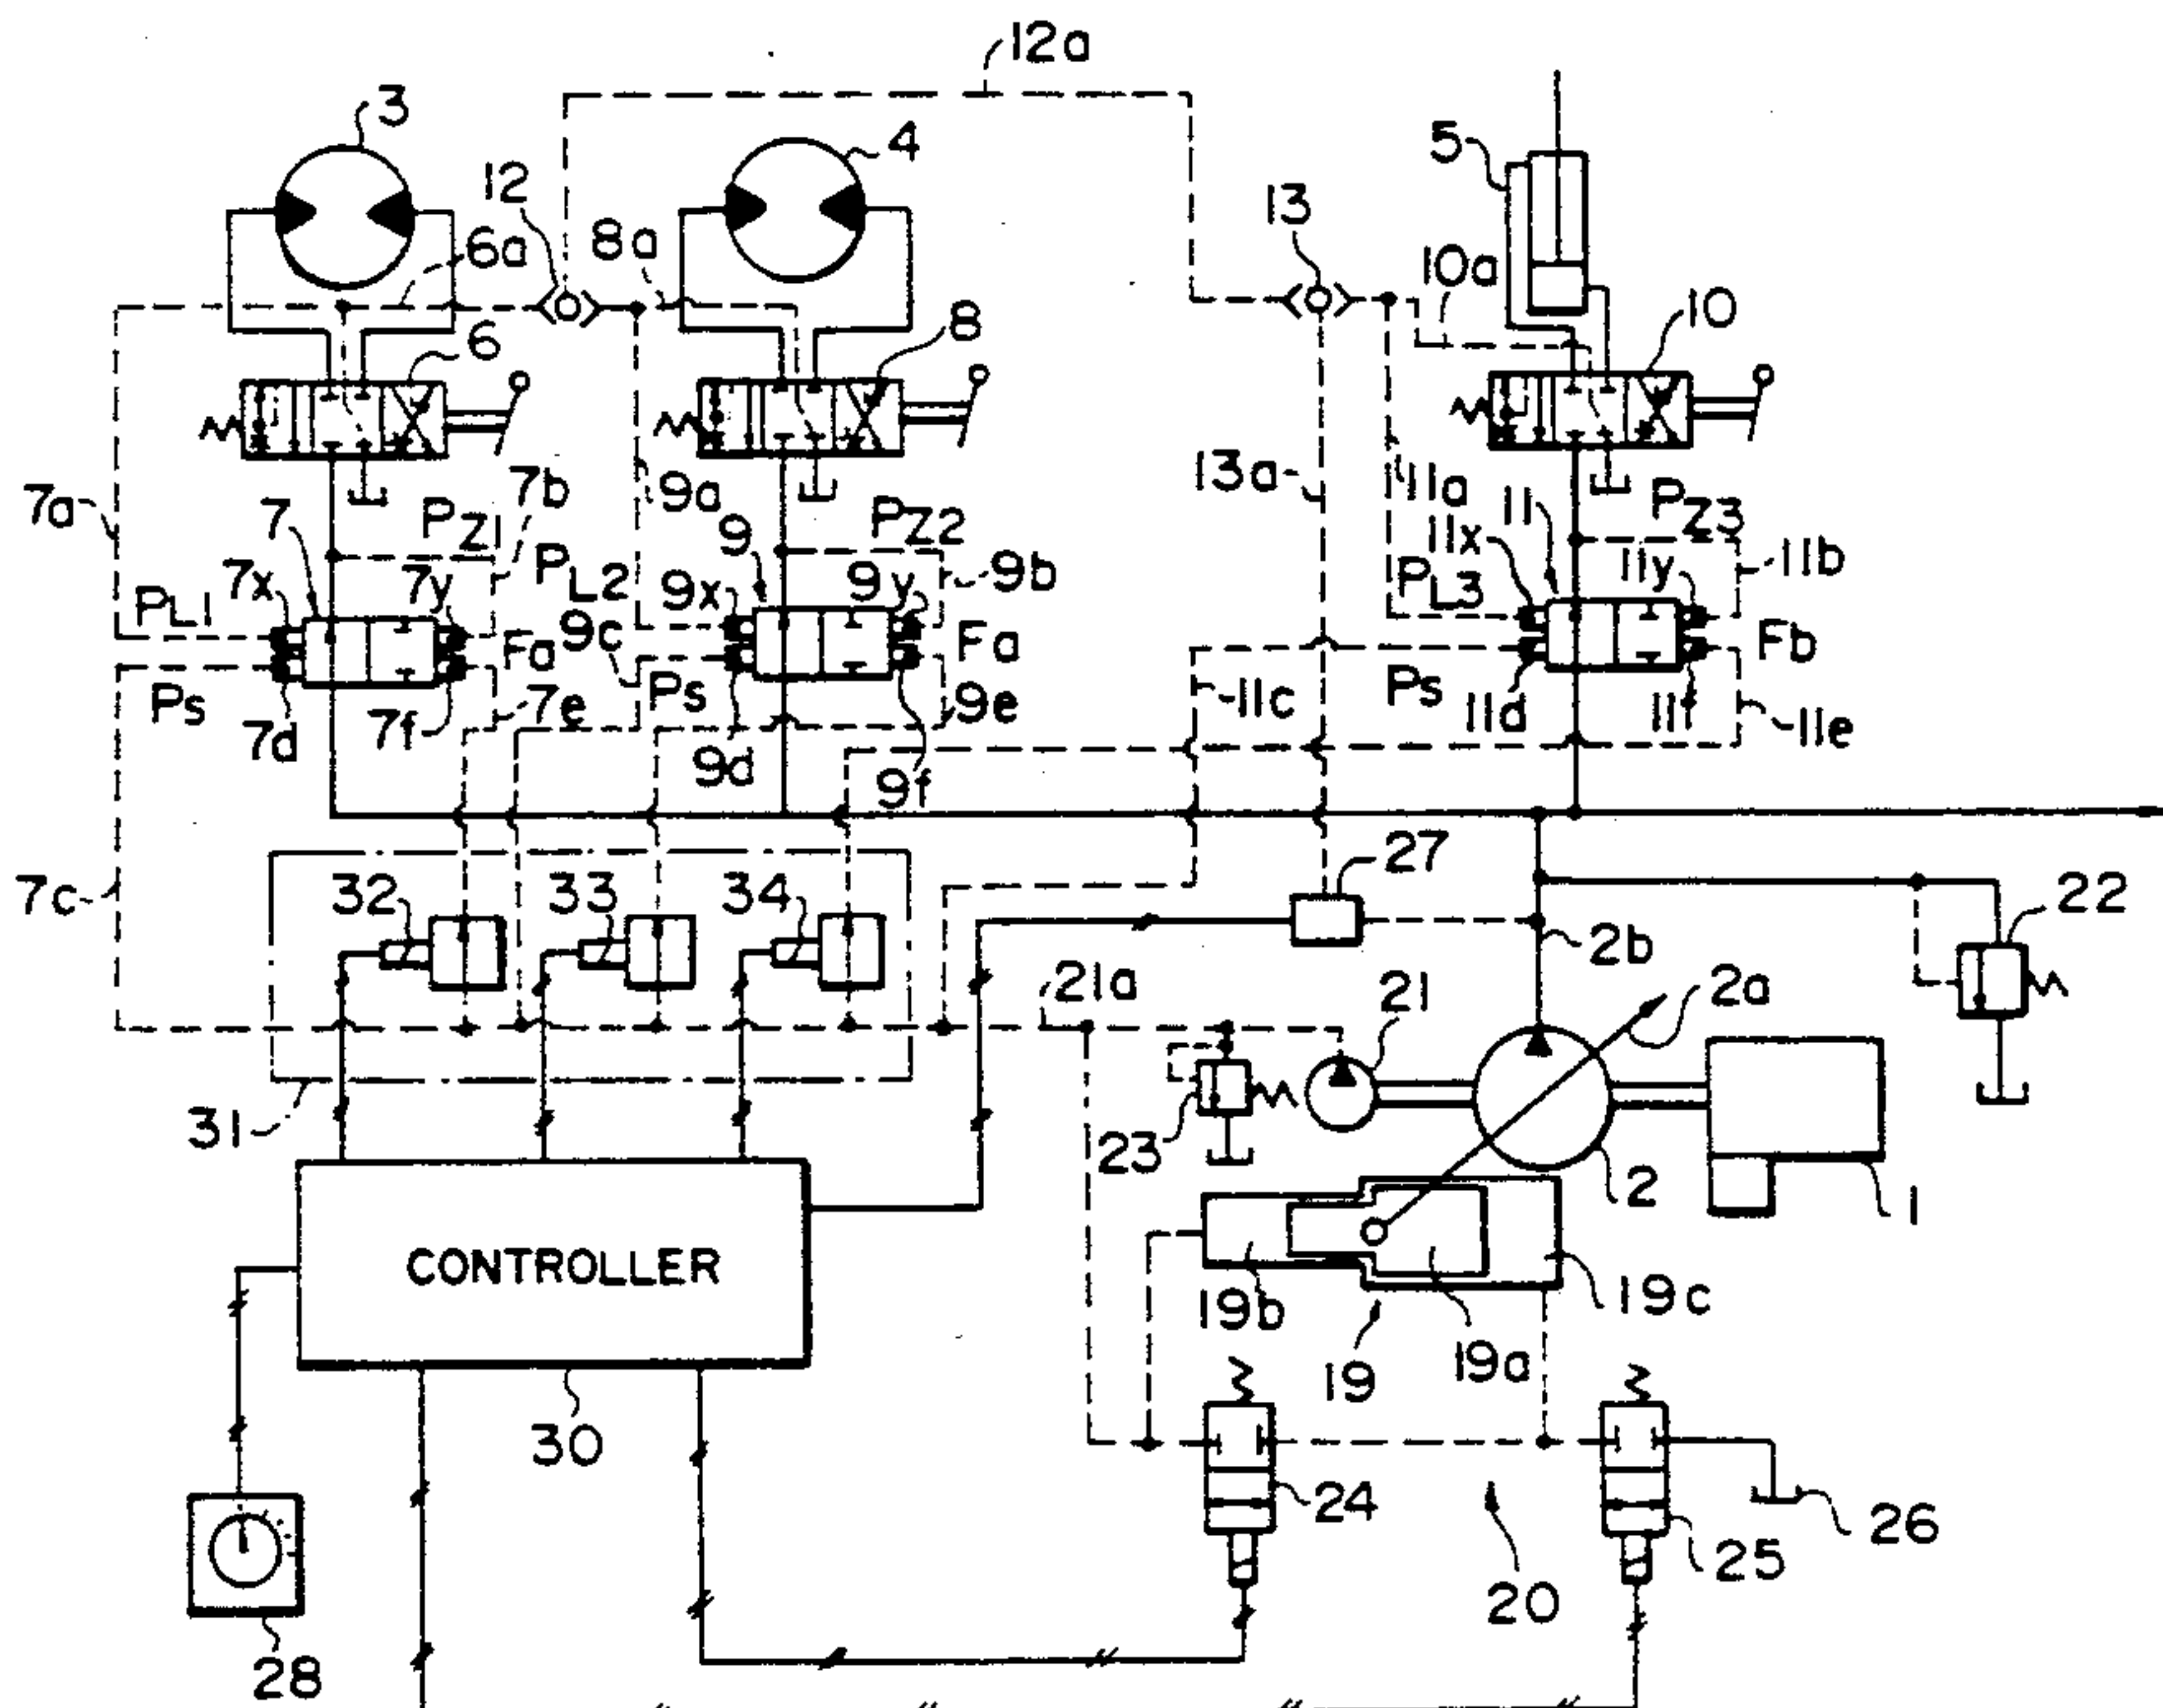 12a
3
4
5
12
13
6a
8a
10a
6
8
10
7a
7
7b
PZ1
9a
9
PZ2
13a
11a
11
PZ3
7x
7y
PL1
PL2
9x
9y
9b
11x
11y
11b
PL3
Fa
9c
Fa
Fb
Ps
7d
7f
7e
Ps
9d
9f
9e
11c
Ps
11d
11f
11e
7c
32
33
34
27
22
2b
21a
21
2a
31
23
2
1
CONTROLLER
19b
19c
19
19a
30
24
26
25
20
28